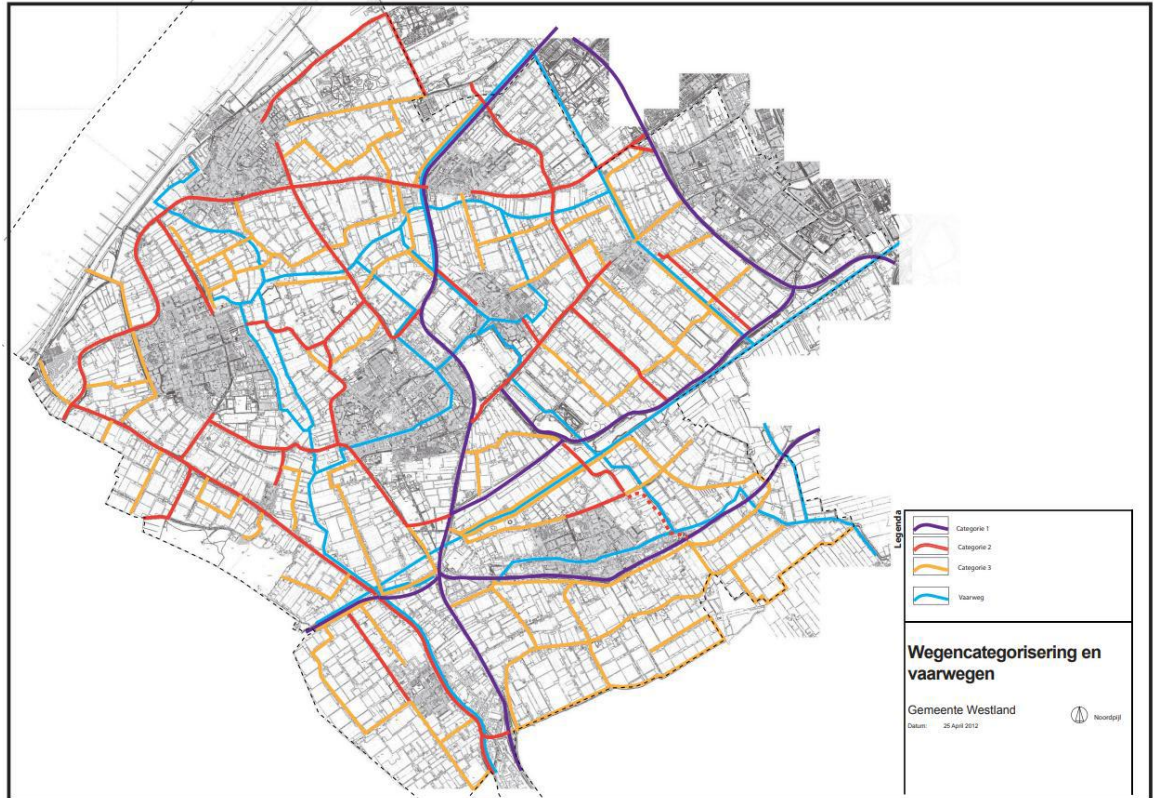 Legenda
Categorie 1
Categorie 2
Categorie 3
Vaarweg
Wegencategorisering en
vaarwegen
Gemeente Westland
Datum: 25 April 2012
Noordpijl